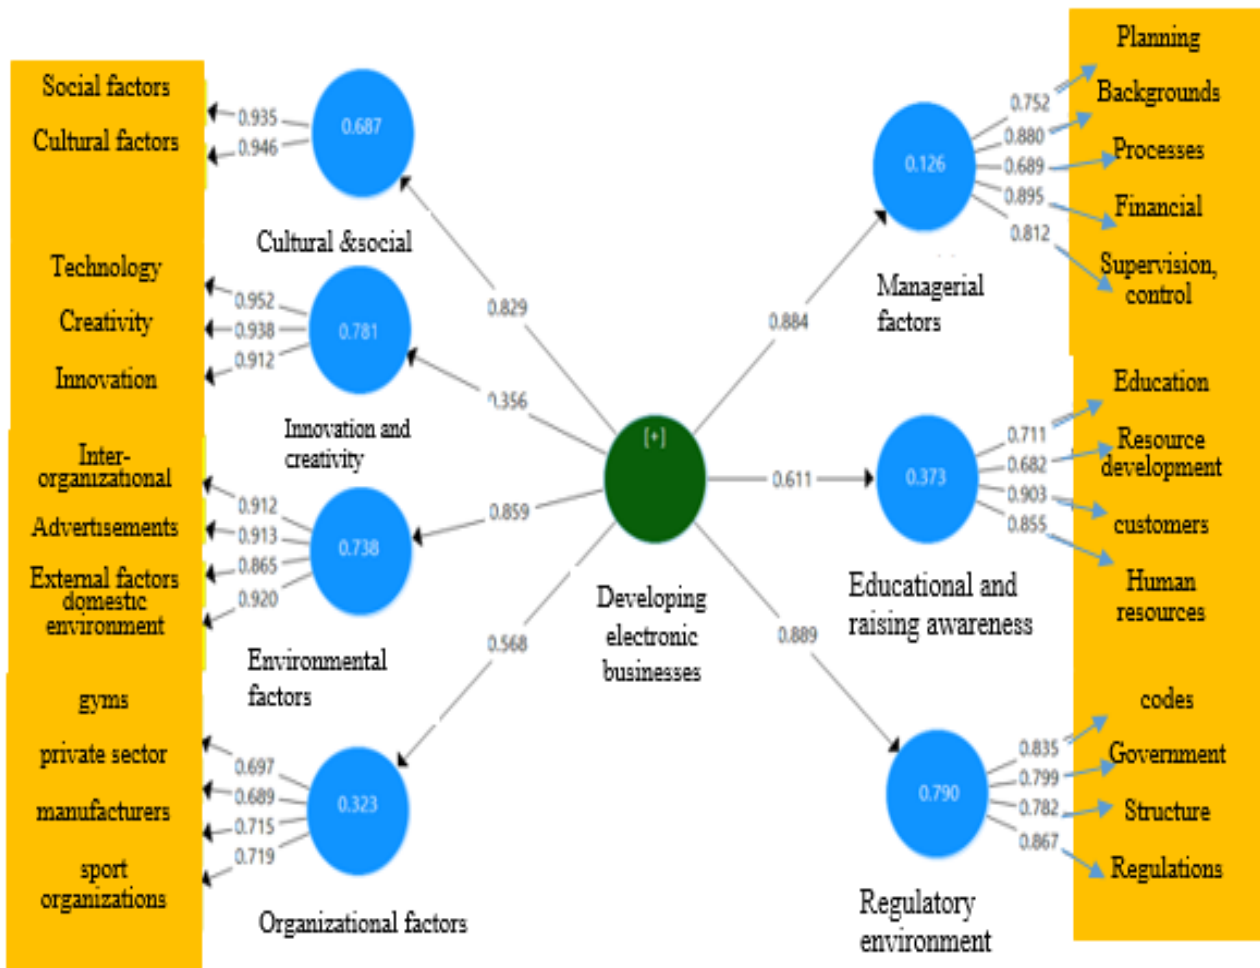 Social factors
Cultural factors
0.935
0.946
0.687
Cultural &social
Technology
Creativity
Innovation
0.952
0.938
0.912
0.781
Innovation and
creativity
Inter-
organizational
Advertisements
External factors
domestic
environment
0.912
0.913
0.865
0.920
0.738
Environmental
factors
gyms
private sector
manufacturers
sport
organizations
0.697
0.689
0.715
0.719
0.323
Organizational factors
0.829
0.356
0.859
0.568
[+]
Developing
electronic
businesses
0.884
0.611
0.889
0.126
Managerial
factors
0.752
0.880
0.689
0.895
0.812
Planning
Backgrounds
Processes
Financial
Supervision,
control
0.373
Educational and
raising awareness
0.711
0.682
0.903
0.855
Education
Resource
development
customers
Human
resources
0.790
Regulatory
environment
0.835
0.799
0.782
0.867
codes
Government
Structure
Regulations